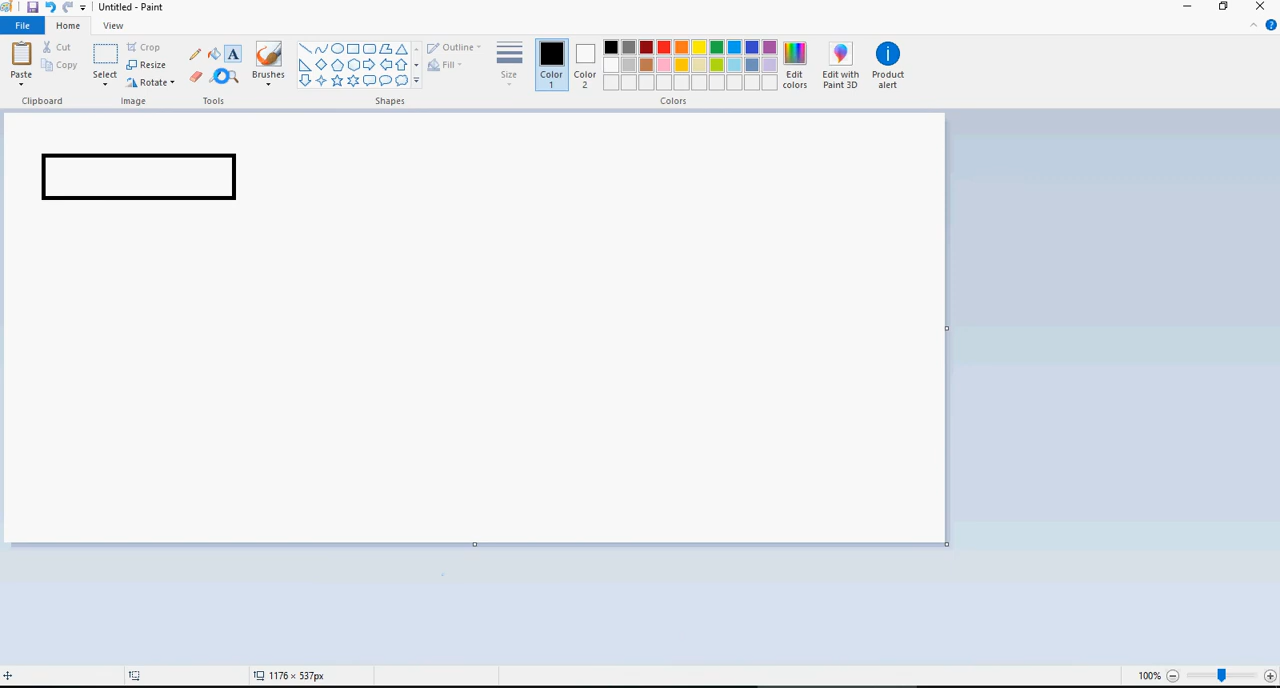 Untitled - Paint
File Home View
Paste
Cut
Copy
Clipboard
Select
Crop
Resize
Rotate
Image
A
Tools
Brushes
Shapes
Outline
Fill
Size
Color 1
Color 2
Colors
Edit colors
Edit with Paint 3D
Product alert
1176 × 537px
100%